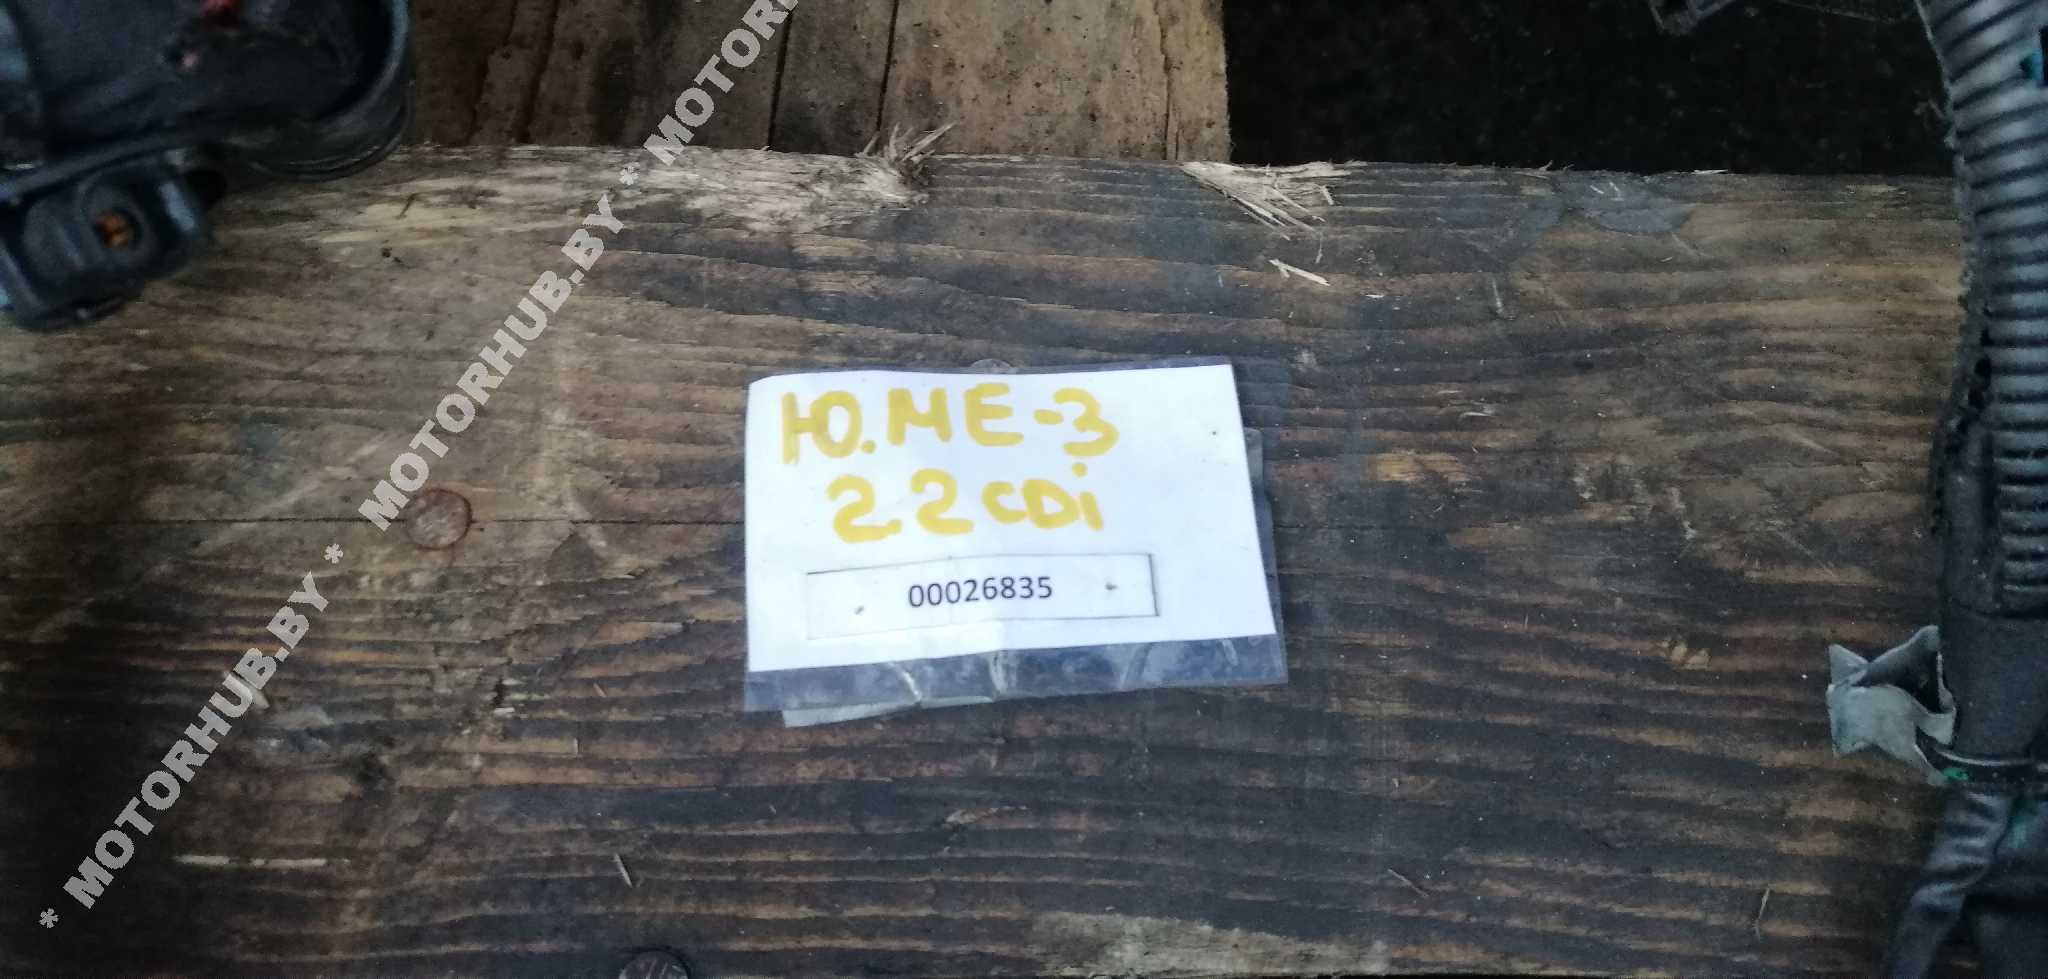 Ю.МЕ-3
2.2 CDi
00026835
* MOTORHUB.BY * MOTORHUB.BY * MOTOR